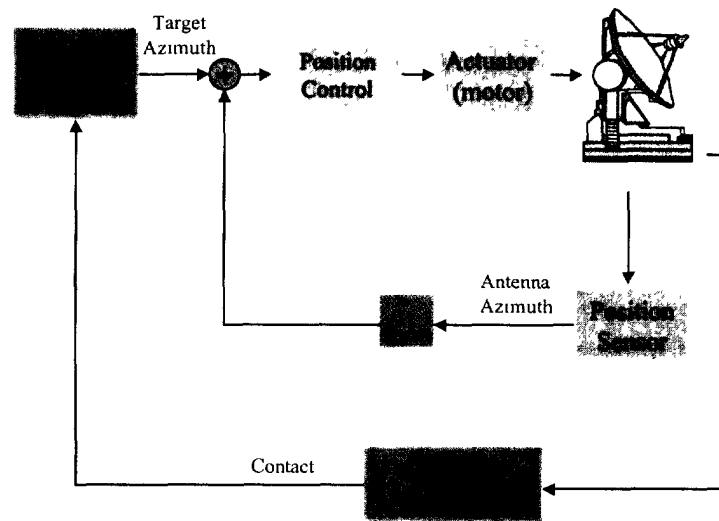 Target
Azimuth
Position
Control
Actuator
(motor)
Antenna
Azimuth
Position
Sensor
Contact